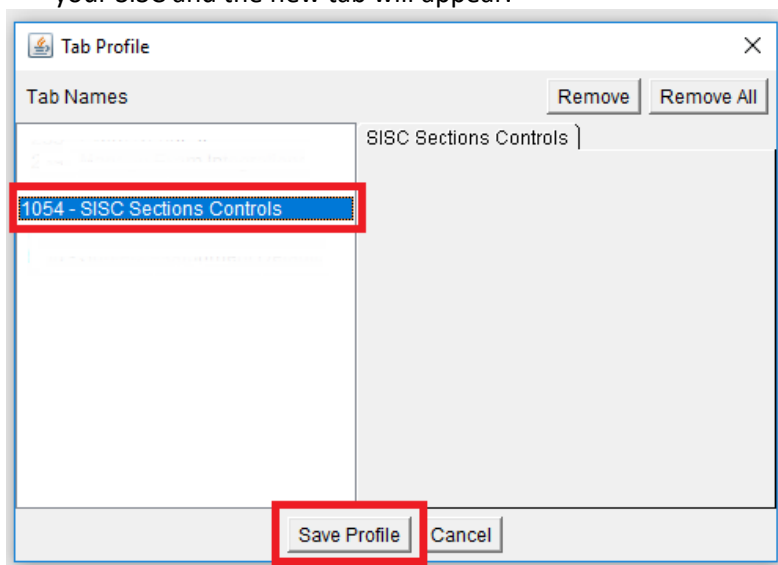 your SISC and the new tab will appear.
Tab Profile
Tab Names
Remove
Remove All
SISC Sections Controls
1054 - SISC Sections Controls
Save Profile
Cancel